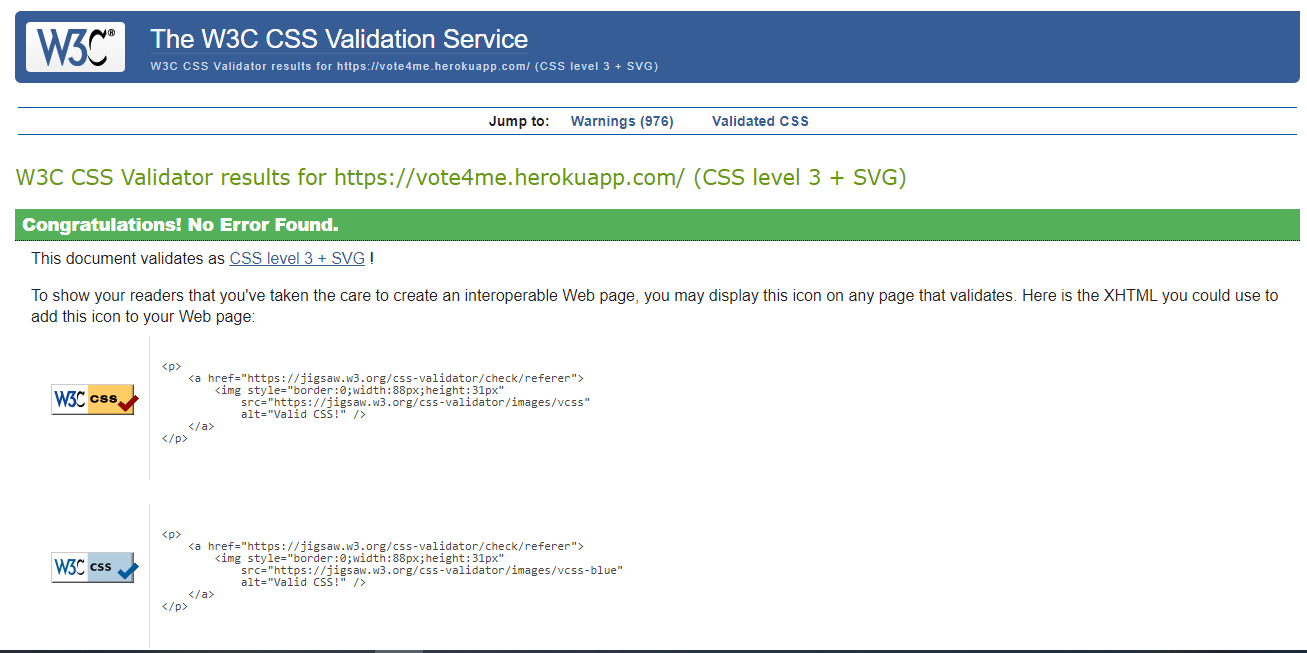 W3C®
The W3C CSS Validation Service
W3C CSS Validator results for https://vote4me.herokuapp.com/ (CSS level 3 + SVG)
Jump to: Warnings (976) Validated CSS
W3C CSS Validator results for https://vote4me.herokuapp.com/ (CSS level 3 + SVG)
Congratulations! No Error Found.
This document validates as CSS level 3 + SVG !
To show your readers that you've taken the care to create an interoperable Web page, you may display this icon on any page that validates. Here is the XHTML you could use to
add this icon to your Web page:
W3C css
<p>
    <a href="https://jigsaw.w3.org/css-validator/check/referer">
        <img style="border:0;width:88px;height:31px"
            src="https://jigsaw.w3.org/css-validator/images/vcss"
            alt="Valid CSS!" />
    </a>
</p>
W3C css
<p>
    <a href="https://jigsaw.w3.org/css-validator/check/referer">
        <img style="border:0;width:88px;height:31px"
            src="https://jigsaw.w3.org/css-validator/images/vcss-blue"
            alt="Valid CSS!" />
    </a>
</p>